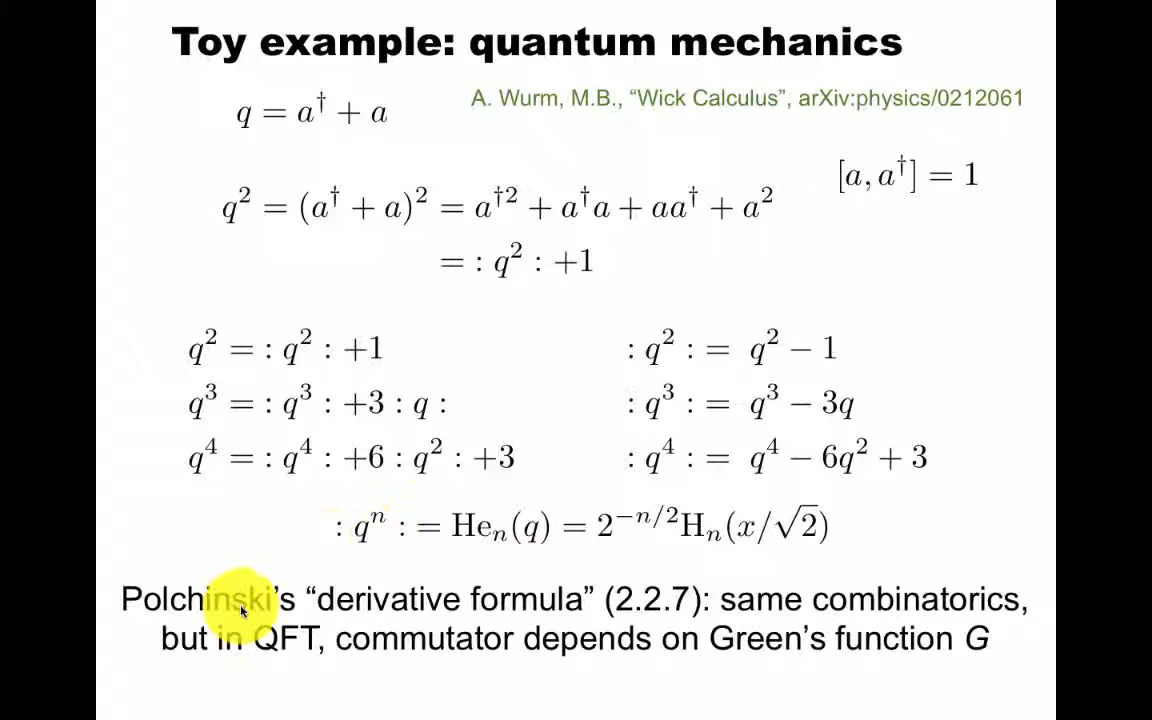 Toy example: quantum mechanics
q = a† + a
A. Wurm, M.B., “Wick Calculus”, arXiv:physics/0212061
[a, a†] = 1
q² = (a† + a)² = a†² + a†a + aa† + a²
= : q² : +1
q² = : q² : +1
: q² : = q² − 1
q³ = : q³ : +3 : q :
: q³ : = q³ − 3q
q⁴ = : q⁴ : +6 : q² : +3
: q⁴ : = q⁴ − 6q² + 3
: qⁿ : = Heₙ(q) = 2^{−n/2}Hₙ(x/√2)
Polchinski’s “derivative formula” (2.2.7): same combinatorics,
but in QFT, commutator depends on Green’s function G